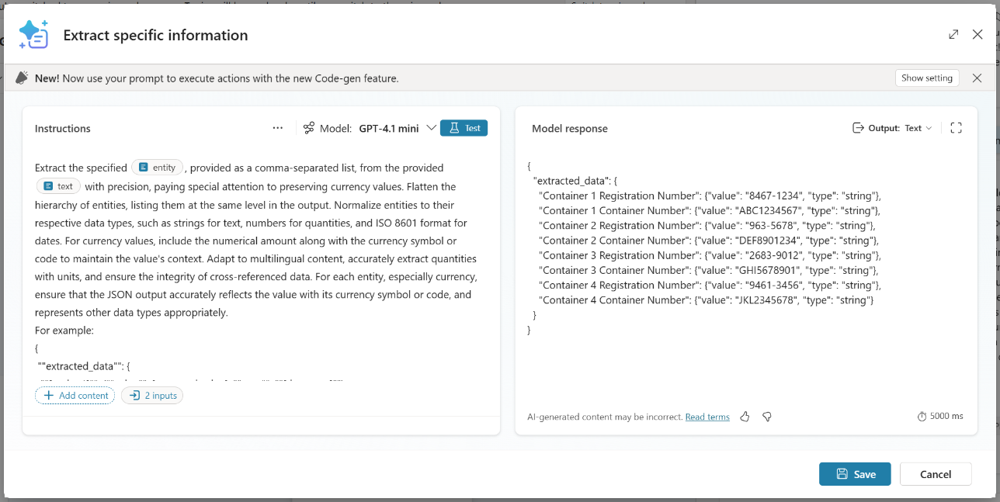 Extract specific information
New! Now use your prompt to execute actions with the new Code-gen feature.
Show setting
Instructions
Model: GPT-4.1 mini
Test
Extract the specified entity , provided as a comma-separated list, from the provided
text with precision, paying special attention to preserving currency values. Flatten the
hierarchy of entities, listing them at the same level in the output. Normalize entities to their
respective data types, such as strings for text, numbers for quantities, and ISO 8601 format for
dates. For currency values, include the numerical amount along with the currency symbol or
code to maintain the value's context. Adapt to multilingual content, accurately extract quantities
with units, and ensure the integrity of cross-referenced data. For each entity, especially currency,
ensure that the JSON output accurately reflects the value with its currency symbol or code, and
represents other data types appropriately.
For example:
{
""extracted_data"": {
Add content
2 inputs
Model response
Output: Text
{
"extracted_data": {
"Container 1 Registration Number": {"value": "8467-1234", "type": "string"},
"Container 1 Container Number": {"value": "ABC1234567", "type": "string"},
"Container 2 Registration Number": {"value": "963-5678", "type": "string"},
"Container 2 Container Number": {"value": "DEF8901234", "type": "string"},
"Container 3 Registration Number": {"value": "2683-9012", "type": "string"},
"Container 3 Container Number": {"value": "GHI5678901", "type": "string"},
"Container 4 Registration Number": {"value": "9461-3456", "type": "string"},
"Container 4 Container Number": {"value": "JKL2345678", "type": "string"}
}
}
AI-generated content may be incorrect. Read terms
5000 ms
Save
Cancel